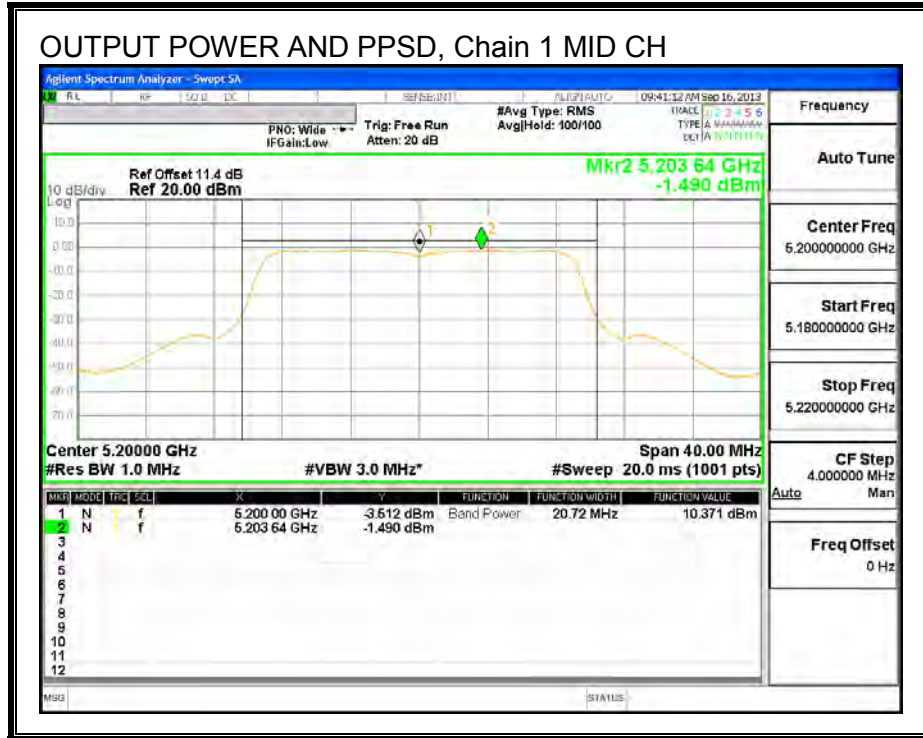 OUTPUT POWER AND PPSD, Chain 1 MID CH
Agilent Spectrum Analyzer - Swept SA
RL RF 50 Ω DC SENSE:INT ALIGN AUTO 09:41:12 AM Sep 16, 2013
#Avg Type: RMS TRACE 1 2 3 4 5 6
PNO: Wide Trig: Free Run Avg|Hold: 100/100 TYPE
IFGain:Low Atten: 20 dB DET
Frequency
Auto Tune
Mkr2 5.203 64 GHz
Ref Offset 11.4 dB
10 dB/div Ref 20.00 dBm -1.490 dBm
Log
10.0
0.00
-10.0
-20.0
-30.0
-40.0
-50.0
-60.0
-70.0
1
2
Center Freq
5.200000000 GHz
Start Freq
5.180000000 GHz
Stop Freq
5.220000000 GHz
CF Step
4.000000 MHz
Auto Man
Freq Offset
0 Hz
Center 5.20000 GHz Span 40.00 MHz
#Res BW 1.0 MHz #VBW 3.0 MHz* #Sweep 20.0 ms (1001 pts)
MKR MODE TRC SCL X Y FUNCTION FUNCTION WIDTH FUNCTION VALUE
1 N f 5.200 00 GHz -3.512 dBm Band Power 20.72 MHz 10.371 dBm
2 N f 5.203 64 GHz -1.490 dBm
3
4
5
6
7
8
9
10
11
12
MSG STATUS